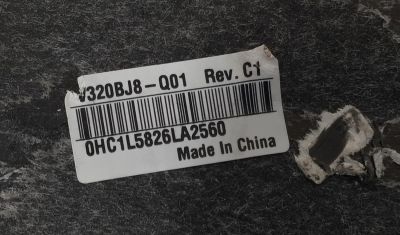 V320BJ8-Q01 Rev. C1
0HC1L5826LA2560
Made In China